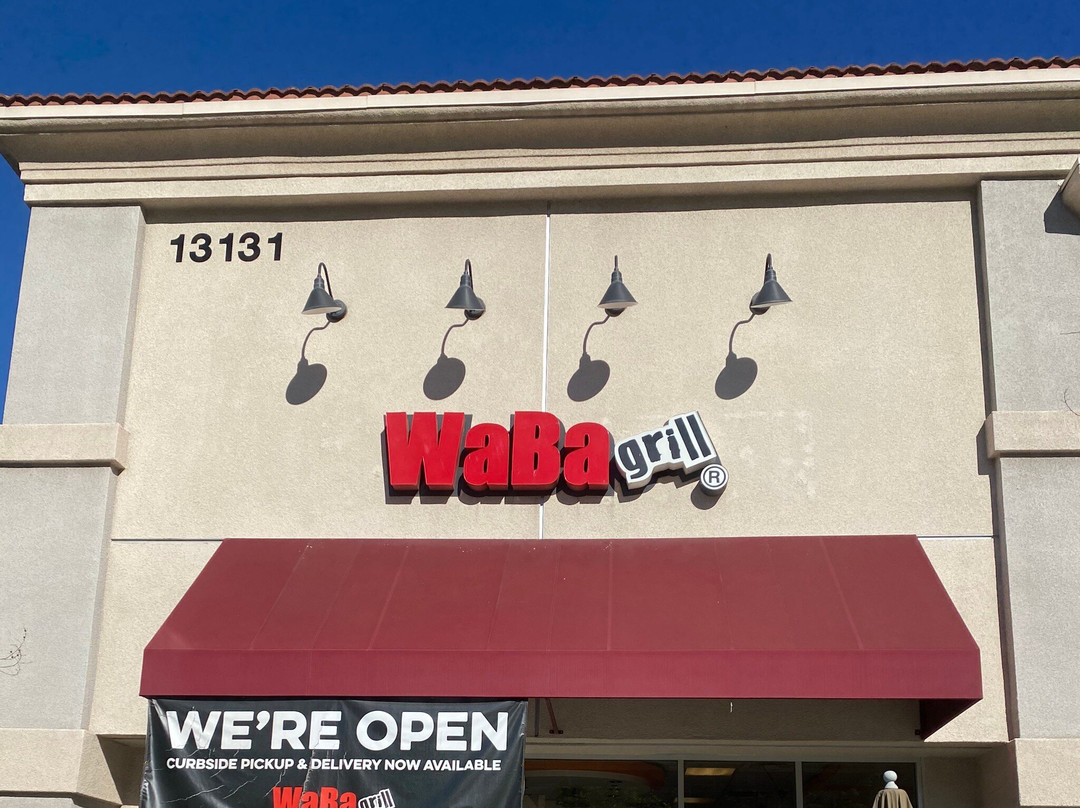 13131
WaBa grill ®
WE'RE OPEN
CURBSIDE PICKUP & DELIVERY NOW AVAILABLE
WaBa grill